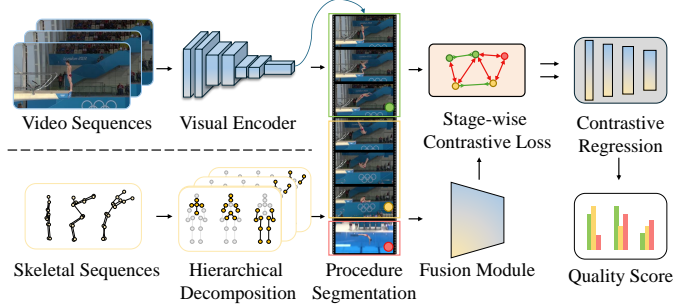 Video Sequences
Visual Encoder
Stage-wise
Contrastive Loss
Contrastive
Regression
Skeletal Sequences
Hierarchical
Decomposition
Procedure
Segmentation
Fusion Module
Quality Score